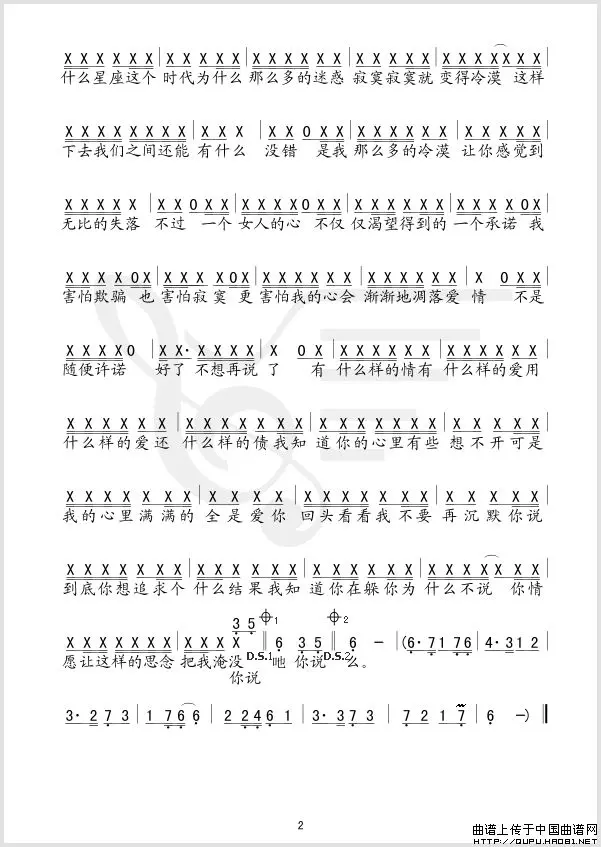 什么星座这个 时代为什么 那么多的迷惑 寂寞寂寞就 变得冷漠 这样
下去我们之间还能 有什么 没错 是我 那么多的冷漠 让你感觉到
无比的失落 不过 一个 女人的心 不仅 仅渴望得到的 一个承诺 我
害怕欺骗 也 害怕寂寞 更 害怕我的心会 渐渐地凋落爱 情 不是
随便许诺 好了 不想再说 了 有 什么样的情有 什么样的爱用
什么样的爱还 什么样的债我知 道你的心里有些 想不开可是
我的心里满满的 全是爱你 回头看看我 不要 再沉默你说
到底你想追求个 什么结果我知 道你在躲你为 什么不说 你情
3 5 1 2
X X X X X X X | X X X X ‖ 6 3 5 ‖ 6 – | (6· 7 1 7 6 | 4· 3 1 2 |
愿让这样的思念 把我淹没 D.S.1 吔 你说 D.S.2 么。
你说
3· 2 7 3 | 1 7 6 6 | 2 2 4 6 1 | 3· 3 7 3 | 7 2 1 7 | 6 –) ‖
2
曲谱上传于中国曲谱网
HTTP://QUPU.HAO81.NET